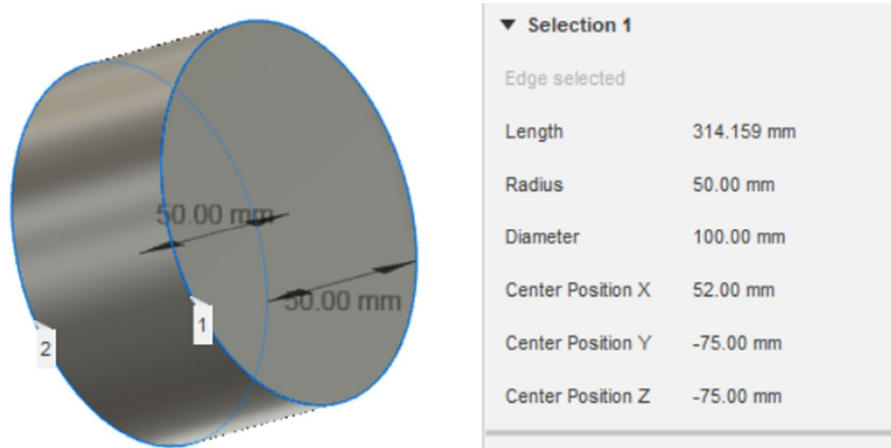 50.00 mm
50.00 mm
1
2
▼ Selection 1
Edge selected
Length 314.159 mm
Radius 50.00 mm
Diameter 100.00 mm
Center Position X 52.00 mm
Center Position Y -75.00 mm
Center Position Z -75.00 mm